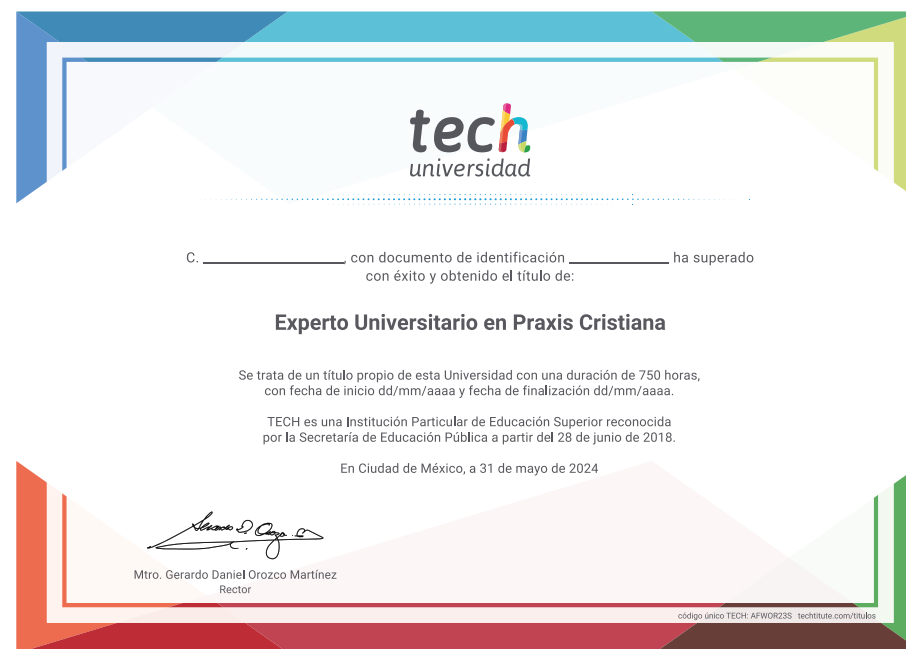 tech
universidad
C. ____________________, con documento de identificación ______________ ha superado
con éxito y obtenido el título de:
Experto Universitario en Praxis Cristiana
Se trata de un título propio de esta Universidad con una duración de 750 horas,
con fecha de inicio dd/mm/aaaa y fecha de finalización dd/mm/aaaa.
TECH es una Institución Particular de Educación Superior reconocida
por la Secretaría de Educación Pública a partir del 28 de junio de 2018.
En Ciudad de México, a 31 de mayo de 2024
Mtro. Gerardo Daniel Orozco Martínez
Rector
código único TECH: AFWOR23S techtitute.com/titulos